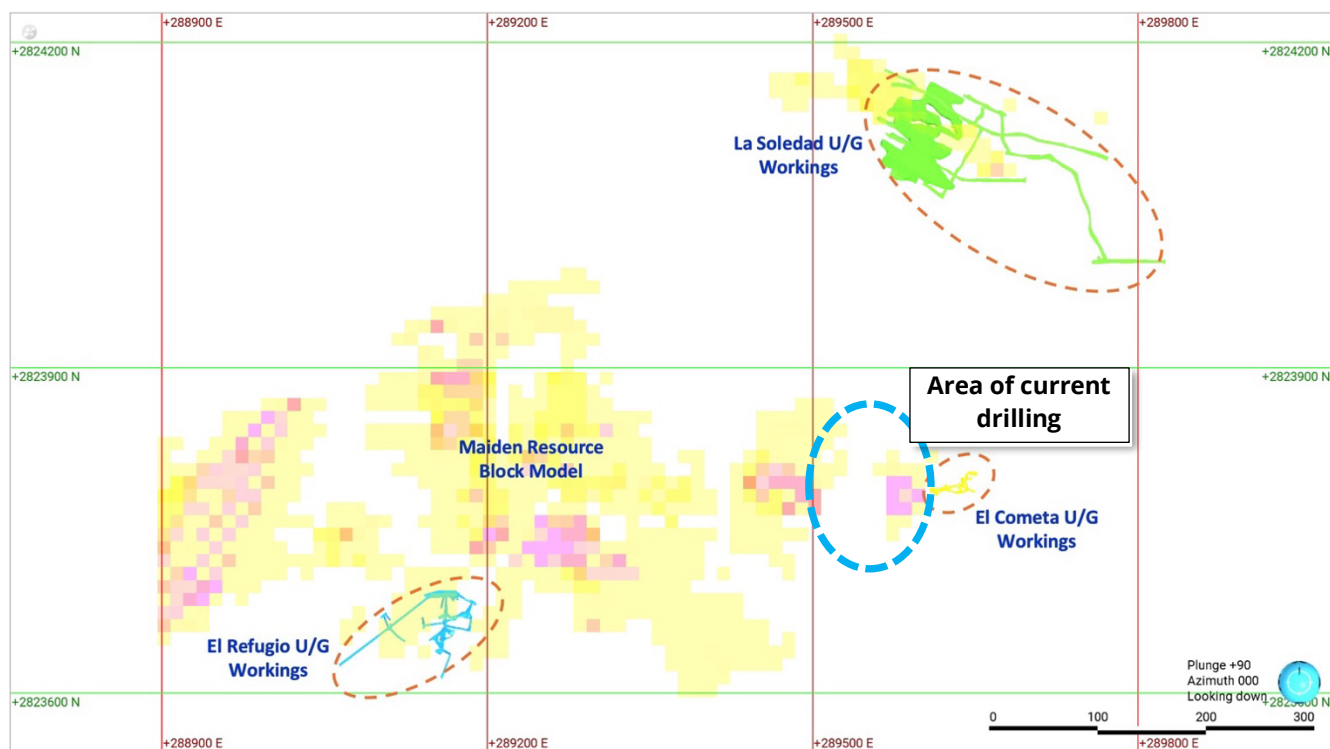 +288900 E
+289200 E
+289500 E
+289800 E
+2824200 N
+2824200 N
La Soledad U/G
Workings
+2823900 N
+2823900 N
Area of current
drilling
Maiden Resource
Block Model
El Cometa U/G
Workings
El Refugio U/G
Workings
Plunge +90
Azimuth 000
Looking down
+2823600 N
+2823600 N
0 100 200 300
+288900 E
+289200 E
+289500 E
+289800 E